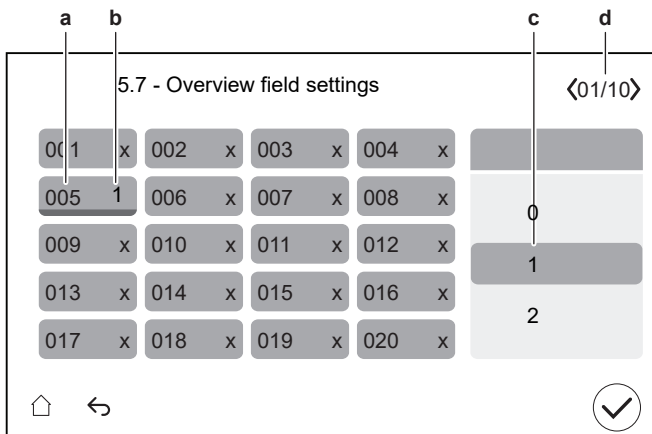 a b c d
5.7 - Overview field settings 《01/10》
001 x 002 x 003 x 004 x
005 1 006 x 007 x 008 x 0
009 x 010 x 011 x 012 x 1
013 x 014 x 015 x 016 x 2
017 x 018 x 019 x 020 x